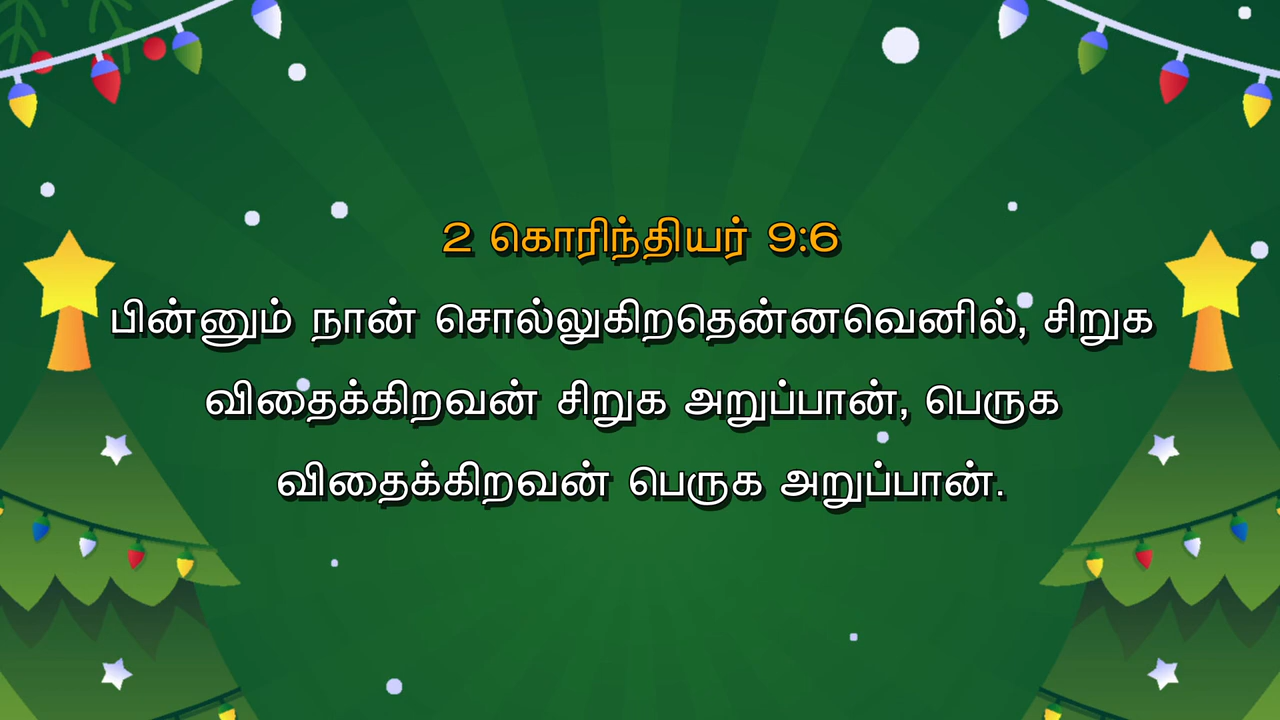 2 கொரிந்தியர் 9:6
பின்னும் நான் சொல்லுகிறதென்னவெனில், சிறுக
விதைக்கிறவன் சிறுக அறுப்பான், பெருக
விதைக்கிறவன் பெருக அறுப்பான்.